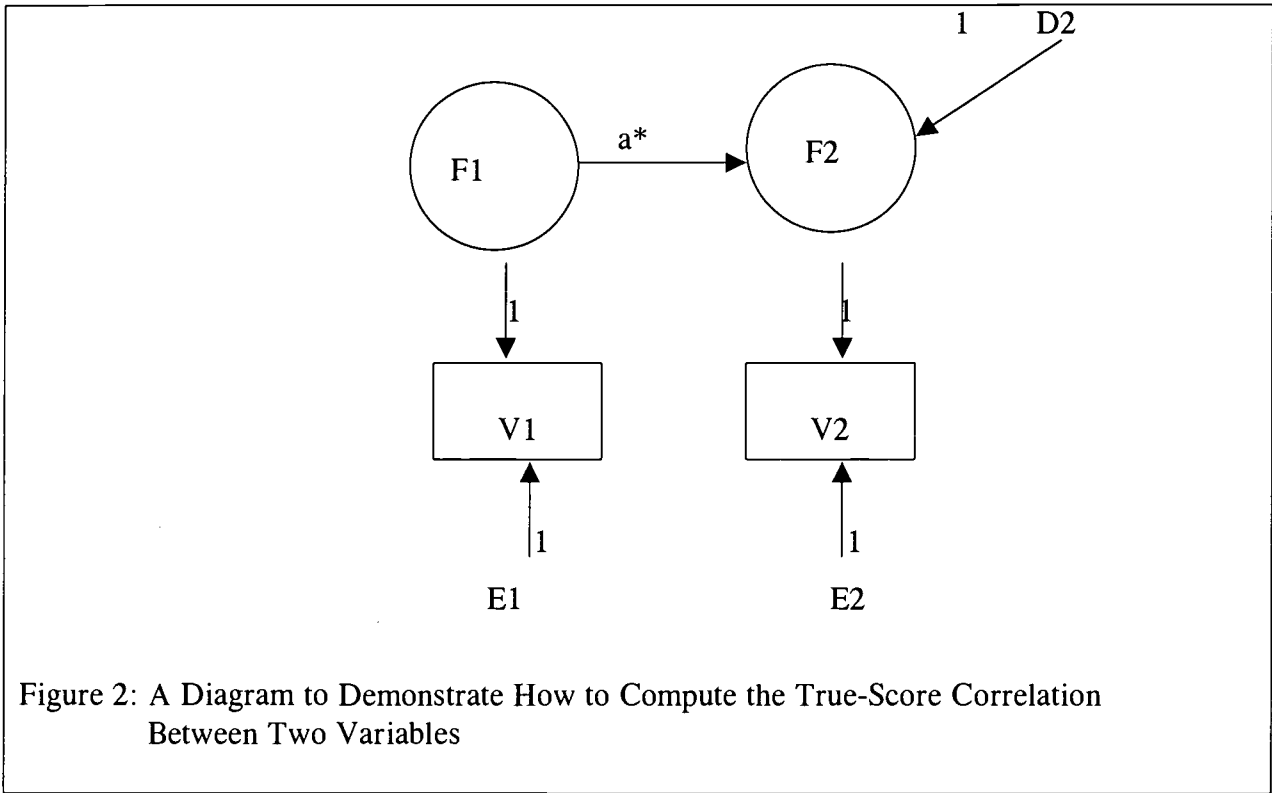 1 D2
a*
F1 F2
1 1
V1 V2
1 1
E1 E2
Figure 2: A Diagram to Demonstrate How to Compute the True-Score Correlation
Between Two Variables